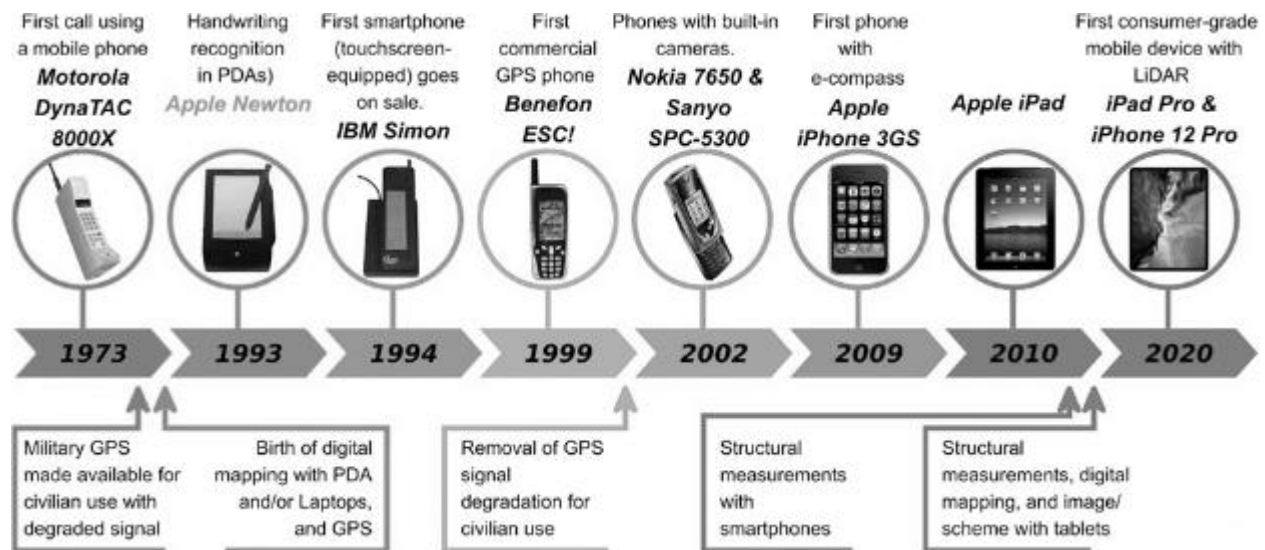 First call using
a mobile phone
Motorola
DynaTAC
8000X
Handwriting
recognition
in PDAs)
Apple Newton
First smartphone
(touchscreen-
equipped) goes
on sale.
IBM Simon
First
commercial
GPS phone
Benefon
ESC!
Phones with built-in
cameras.
Nokia 7650 &
Sanyo
SPC-5300
First phone
with
e-compass
Apple
iPhone 3GS
Apple iPad
First consumer-grade
mobile device with
LiDAR
iPad Pro &
iPhone 12 Pro
1973
1993
1994
1999
2002
2009
2010
2020
Military GPS
made available for
civilian use with
degraded signal
Birth of digital
mapping with PDA
and/or Laptops,
and GPS
Removal of GPS
signal
degradation for
civilian use
Structural
measurements
with
smartphones
Structural
measurements, digital
mapping, and image/
scheme with tablets